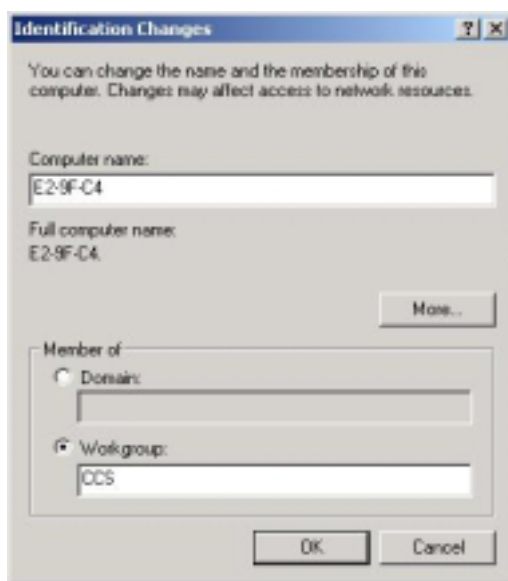 Identification Changes
You can change the name and the membership of this
computer. Changes may affect access to network resources.
Computer name:
E2-9F-C4
Full computer name:
E2-9F-C4.
More...
Member of
Domain:
Workgroup:
CCS
OK
Cancel